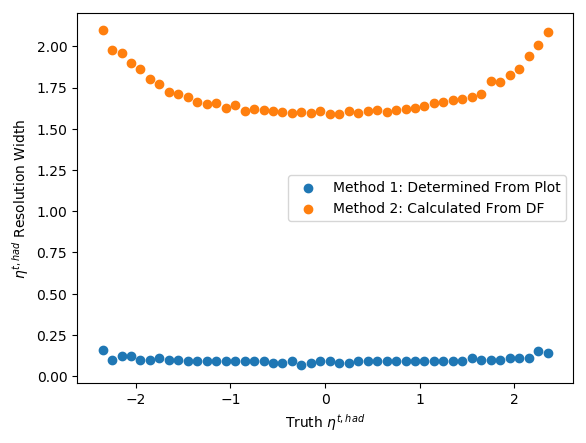 2.00
1.75
1.50
1.25
1.00
0.75
0.50
0.25
0.00
η^{t, had} Resolution Width
Method 1: Determined From Plot
Method 2: Calculated From DF
−2 −1 0 1 2
Truth η^{t, had}